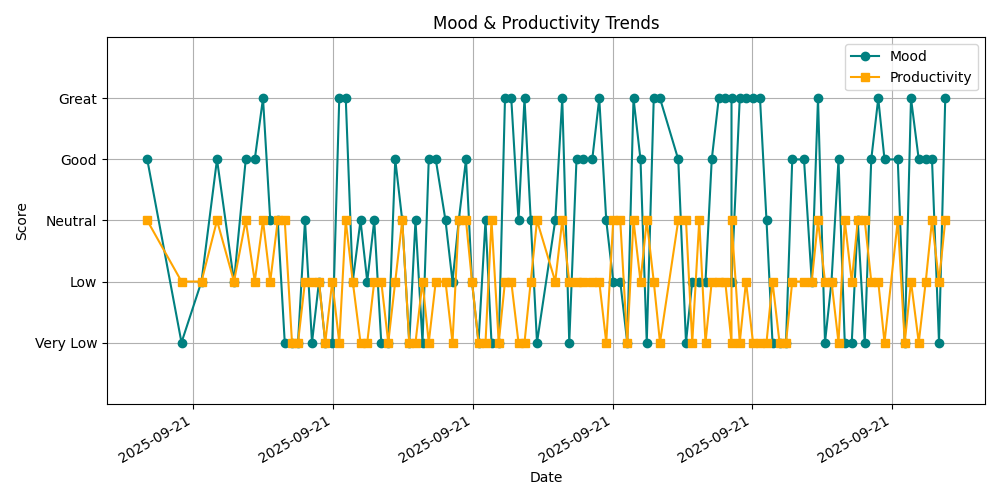 Mood & Productivity Trends
Mood
Productivity
Great
Good
Neutral
Low
Very Low
Score
2025-09-21
2025-09-21
2025-09-21
2025-09-21
2025-09-21
2025-09-21
Date